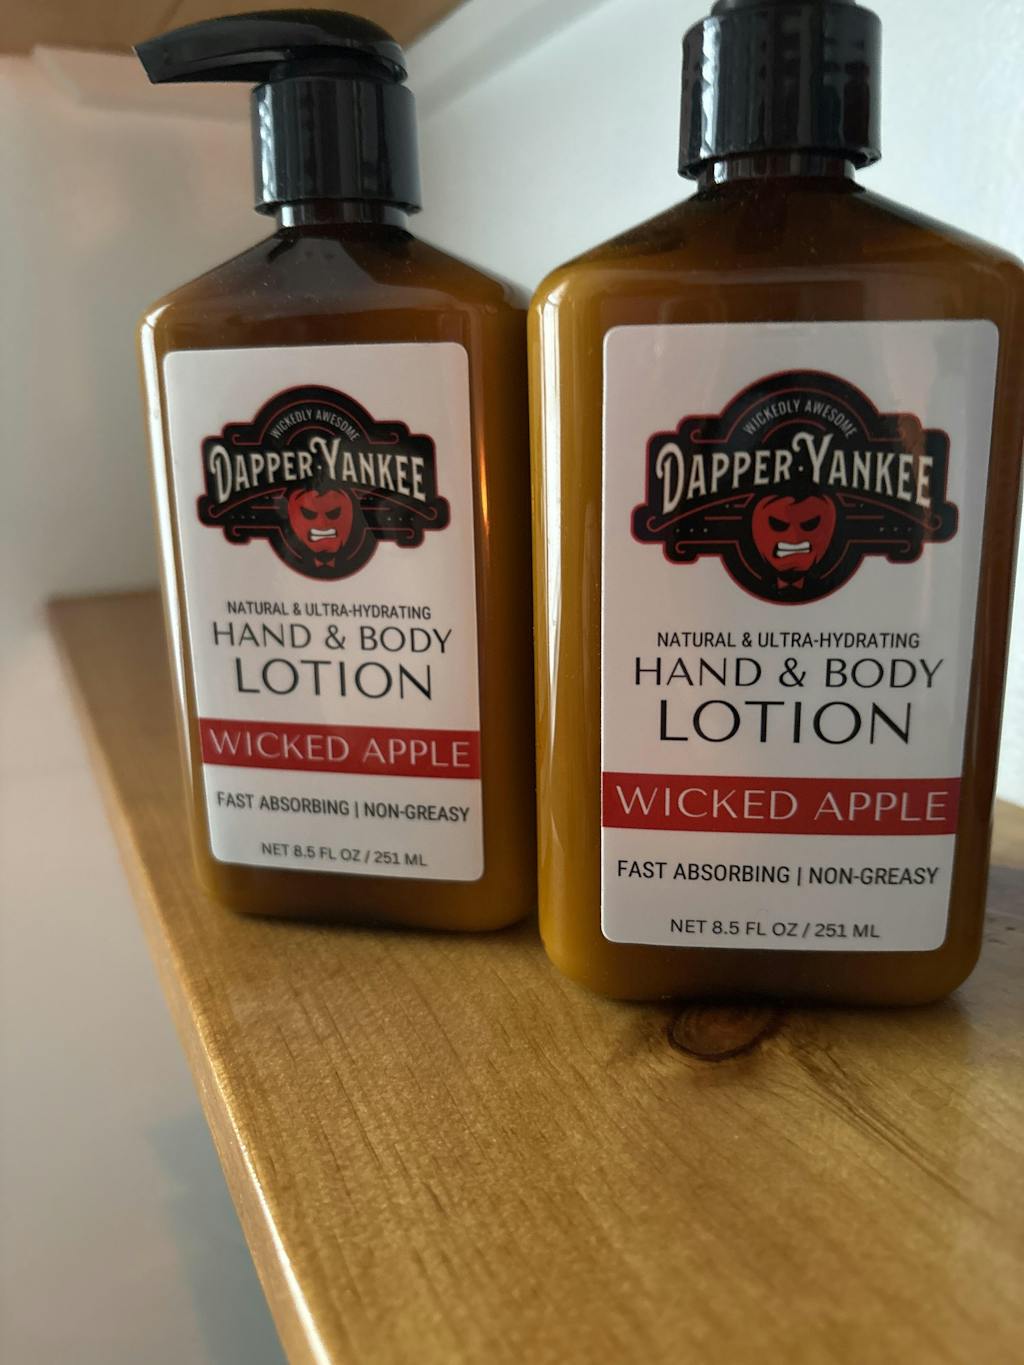 WICKEDLY AWESOME
DAPPER·YANKEE
NATURAL & ULTRA-HYDRATING
HAND & BODY
LOTION
WICKED APPLE
FAST ABSORBING | NON-GREASY
NET 8.5 FL OZ / 251 ML
WICKEDLY AWESOME
DAPPER·YANKEE
NATURAL & ULTRA-HYDRATING
HAND & BODY
LOTION
WICKED APPLE
FAST ABSORBING | NON-GREASY
NET 8.5 FL OZ / 251 ML